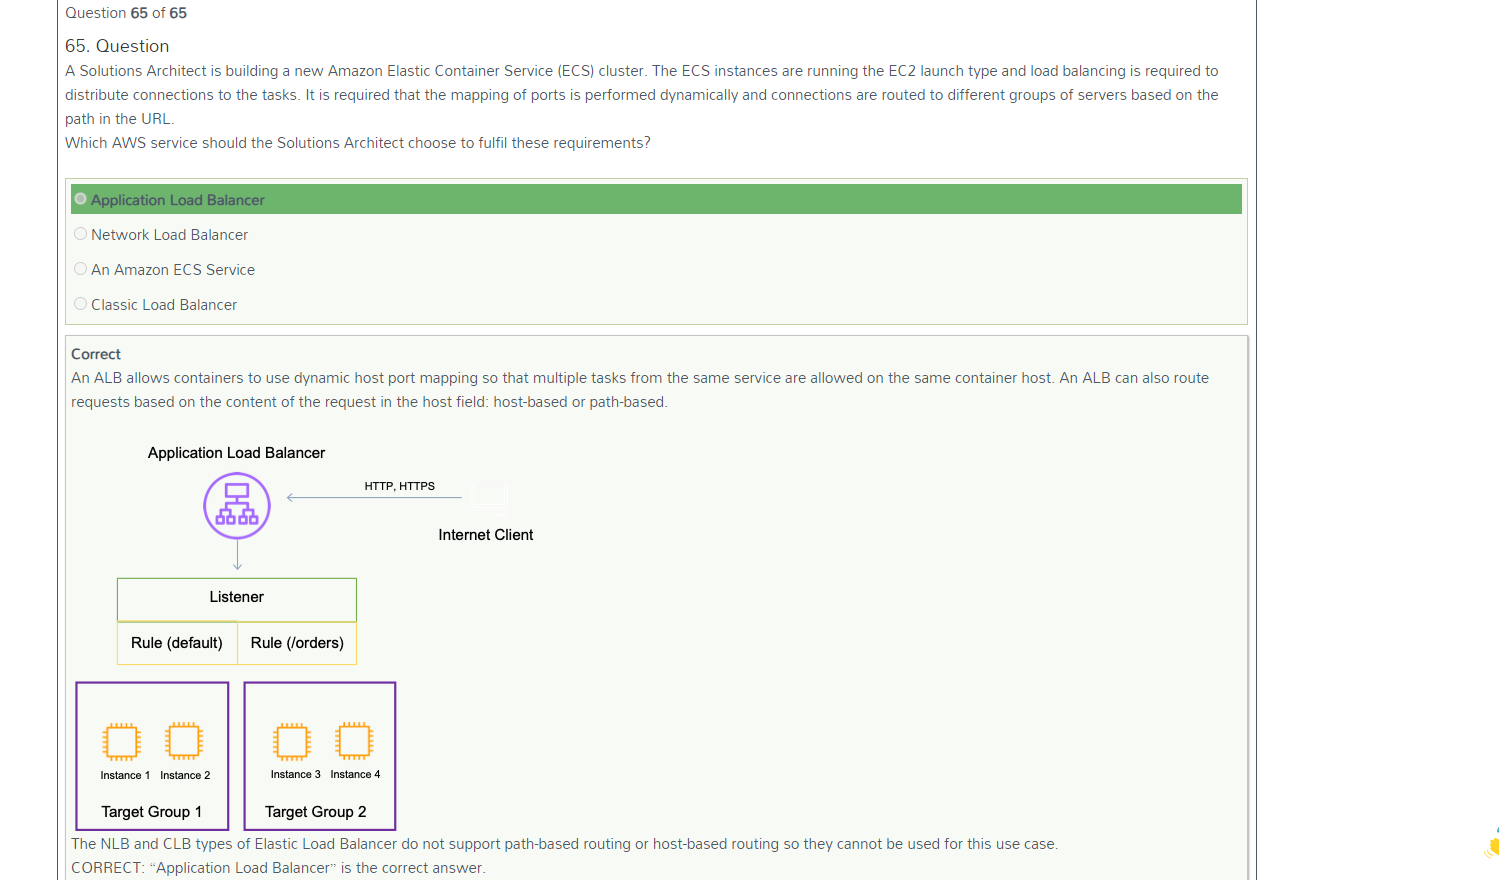 Question 65 of 65
65. Question
A Solutions Architect is building a new Amazon Elastic Container Service (ECS) cluster. The ECS instances are running the EC2 launch type and load balancing is required to
distribute connections to the tasks. It is required that the mapping of ports is performed dynamically and connections are routed to different groups of servers based on the
path in the URL.
Which AWS service should the Solutions Architect choose to fulfil these requirements?
Application Load Balancer
Network Load Balancer
An Amazon ECS Service
Classic Load Balancer
Correct
An ALB allows containers to use dynamic host port mapping so that multiple tasks from the same service are allowed on the same container host. An ALB can also route
requests based on the content of the request in the host field: host-based or path-based.
Application Load Balancer
HTTP, HTTPS
Internet Client
Listener
Rule (default) Rule (/orders)
Instance 1 Instance 2 Instance 3 Instance 4
Target Group 1 Target Group 2
The NLB and CLB types of Elastic Load Balancer do not support path-based routing or host-based routing so they cannot be used for this use case.
CORRECT: “Application Load Balancer” is the correct answer.